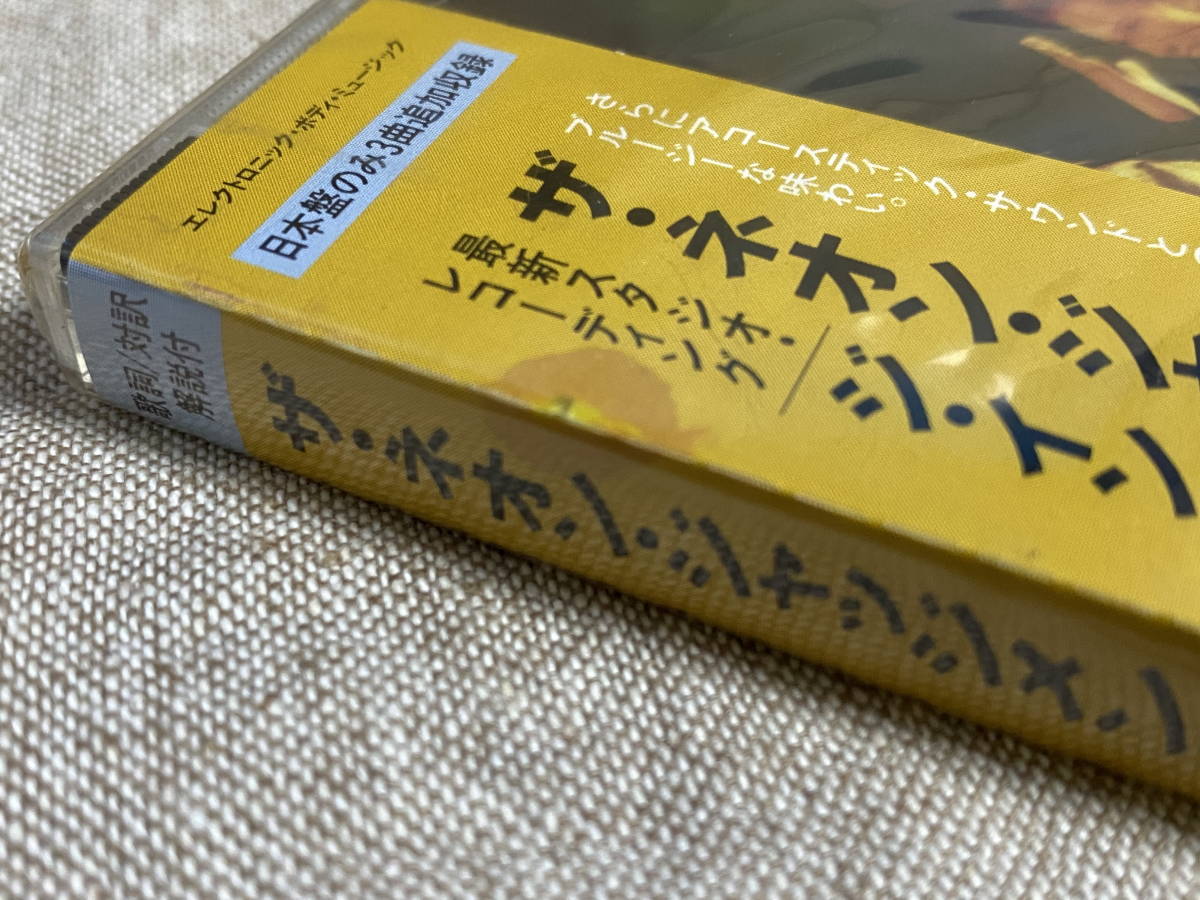 エレクトロニック・ボディ・ミュージック
日本盤のみ3曲追加収録
さらにアコースティック・サウンドと
ブルージーな味わい。
ザ・ネオン・ジャ
ジ・イン
最新スタジオ・
レコーディング
歌詞/対訳
解説付
ザ・ネオン・ジャッジメン